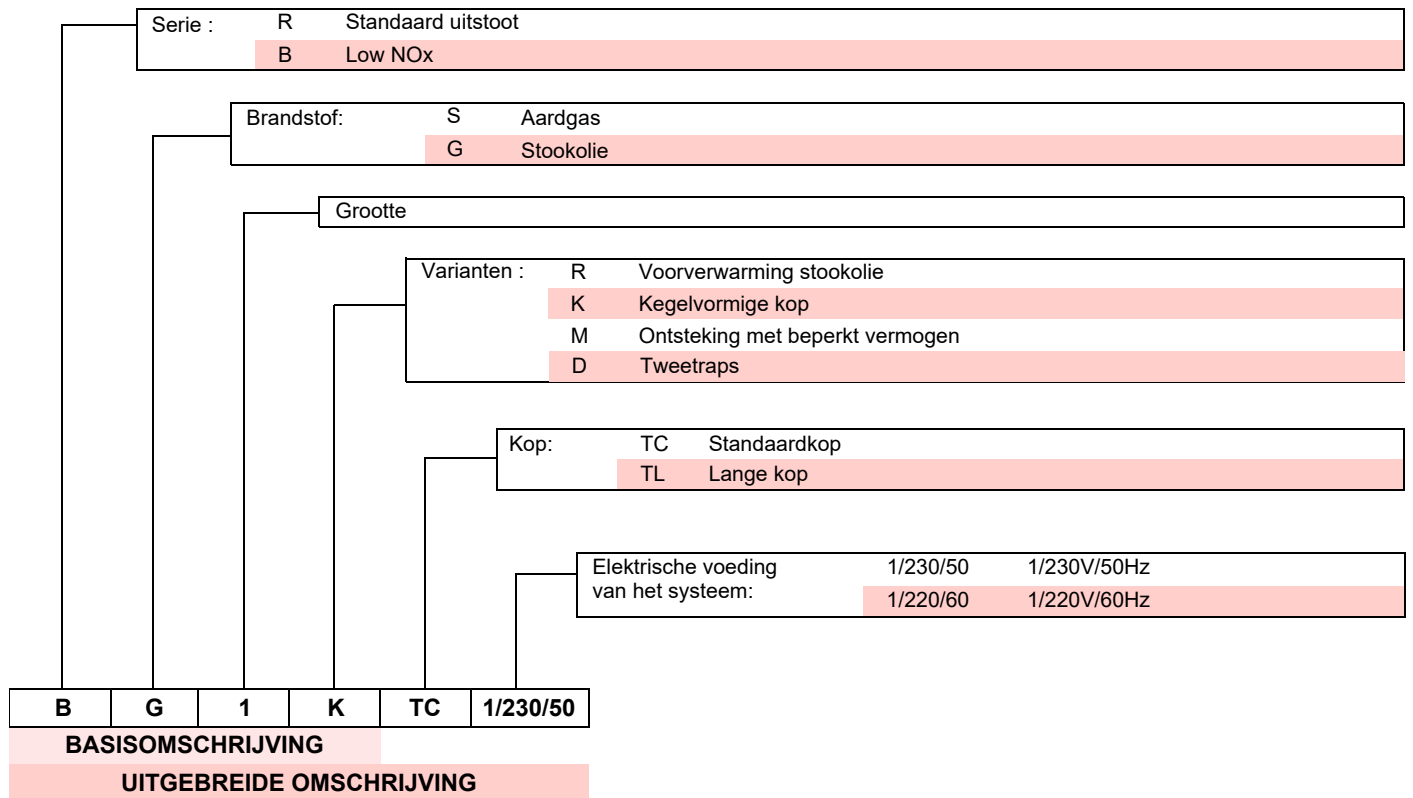 Serie : R Standaard uitstoot
B Low NOx
Brandstof: S Aardgas
G Stookolie
Grootte
Varianten : R Voorverwarming stookolie
K Kegelvormige kop
M Ontsteking met beperkt vermogen
D Tweetraps
Kop: TC Standaardkop
TL Lange kop
Elektrische voeding 1/230/50 1/230V/50Hz
van het systeem: 1/220/60 1/220V/60Hz
B G 1 K TC 1/230/50
BASISOMSCHRIJVING
UITGEBREIDE OMSCHRIJVING